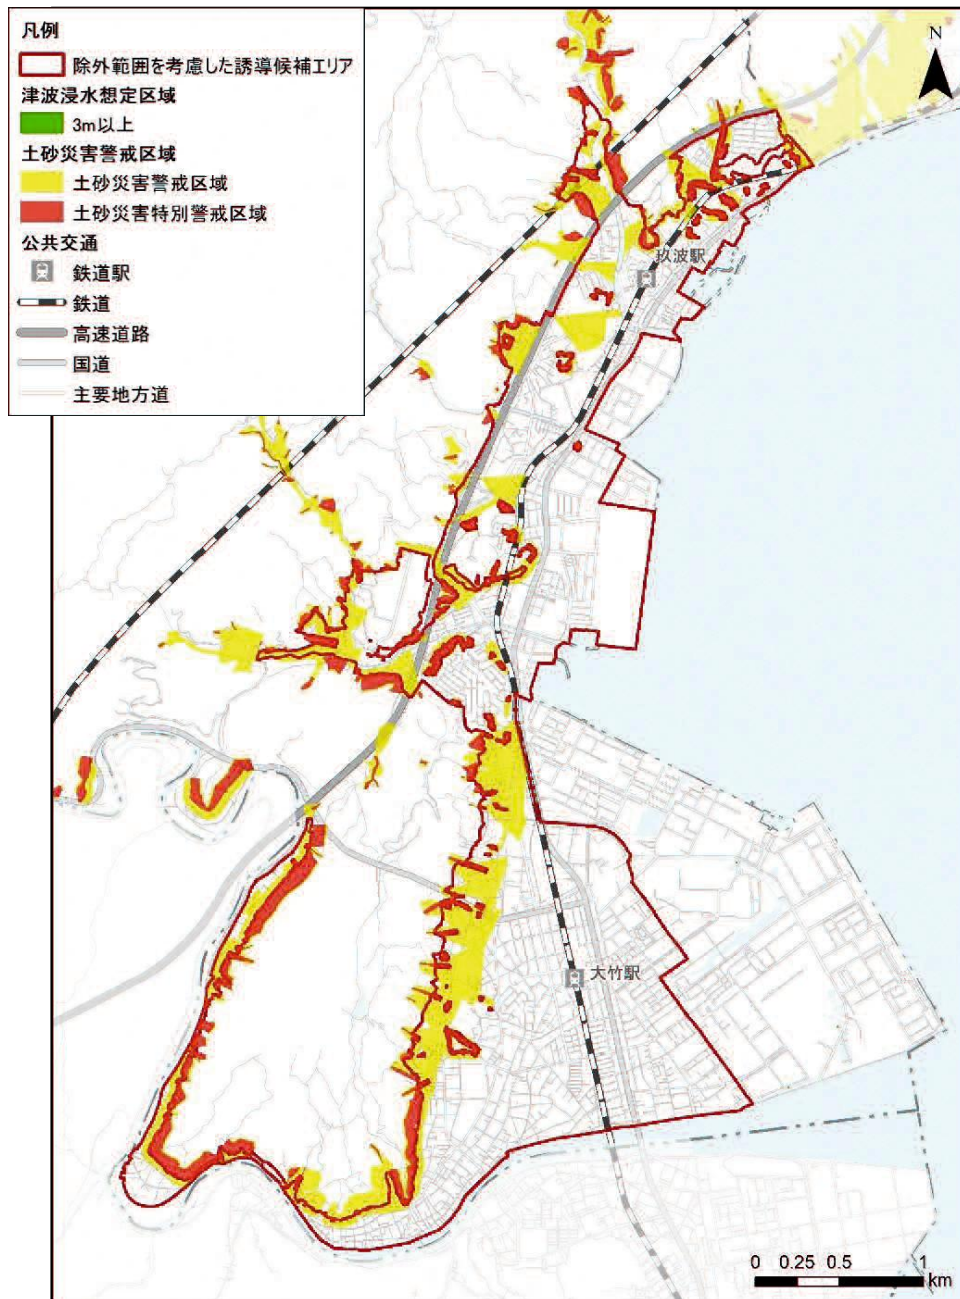 凡例
除外範囲を考慮した誘導候補エリア
津波浸水想定区域
3m以上
土砂災害警戒区域
土砂災害警戒区域
土砂災害特別警戒区域
公共交通
鉄道駅
鉄道
高速道路
国道
主要地方道
N
玖波駅
大竹駅
0 0.25 0.5 1
km